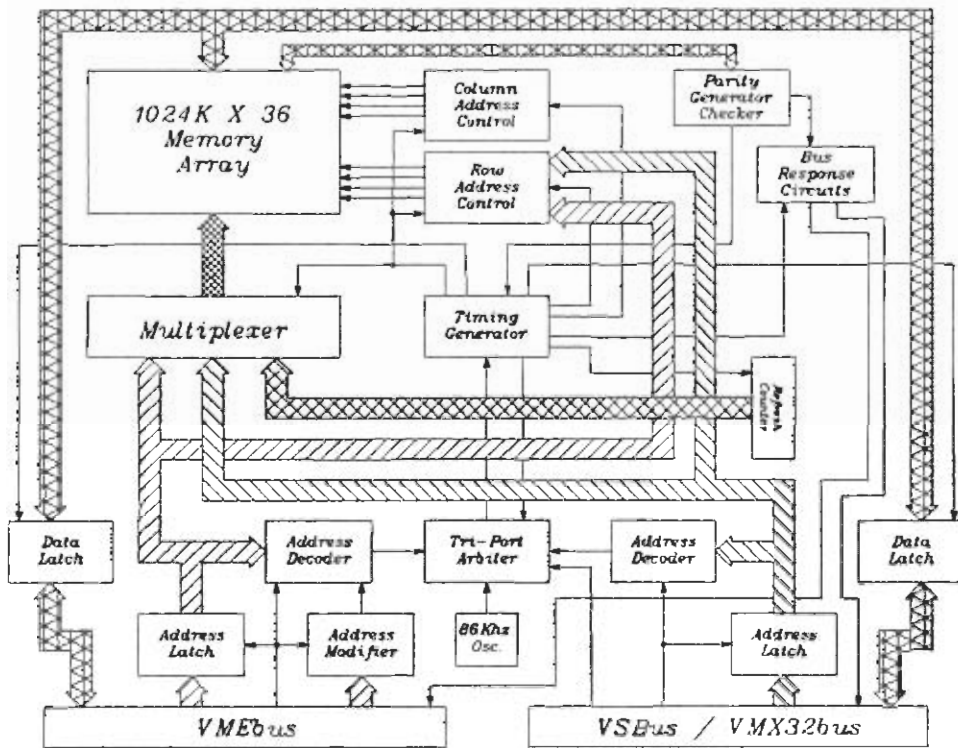 1024K X 36
Memory
Array
Column
Address
Control
Parity
Generator
Checker
Row
Address
Control
Bus
Response
Circuits
Multiplexer
Timing
Generator
Refresh
Counter
Data
Latch
Address
Decoder
Tri-Port
Arbiter
Address
Decoder
Data
Latch
Address
Latch
Address
Modifier
86Khz
Osc.
Address
Latch
VMEbus
VSBus / VMX32bus